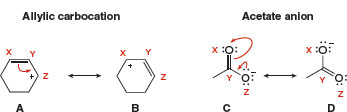 Allylic carbocation
Acetate anion
X Y
+
Z
X Y
+
Z
X :O:
Y
:O:⁻
Z
X :O:⁻
Y
:O:
Z
A
B
C
D